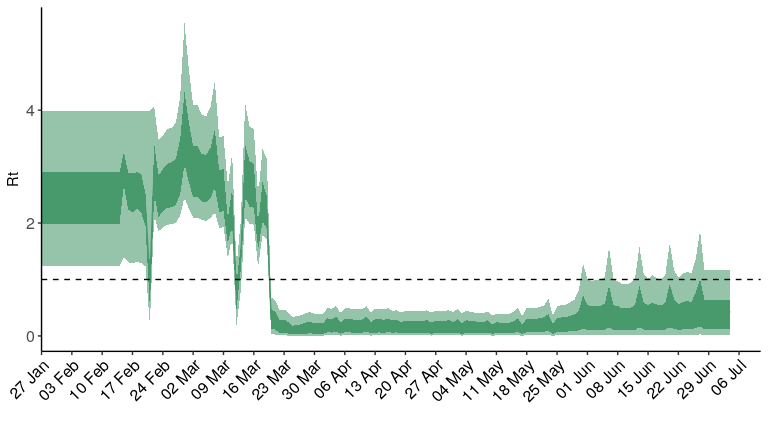 Rt
4
2
0
27 Jan
03 Feb
10 Feb
17 Feb
24 Feb
02 Mar
09 Mar
16 Mar
23 Mar
30 Mar
06 Apr
13 Apr
20 Apr
27 Apr
04 May
11 May
18 May
25 May
01 Jun
08 Jun
15 Jun
22 Jun
29 Jun
06 Jul